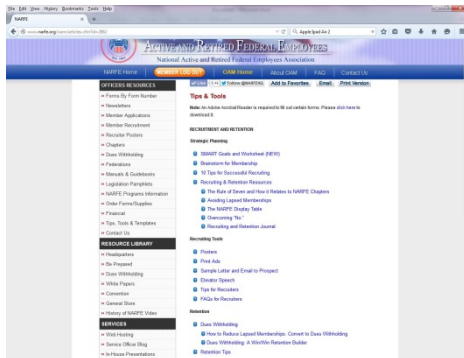 File Edit View History Bookmarks Tools Help
NARFE
www.narfe.org
Apple Ipad Air 2
ACTIVE AND RETIRED FEDERAL EMPLOYEES
National Active and Retired Federal Employees Association
NARFE Home MEMBER LOG OUT OAM Home About OAM FAQ Contact Us
OFFICERS RESOURCES
Forms By Form Number
Newsletters
Member Applications
Member Recruitment
Recruiter Posters
Chapters
Dues Withholding
Federations
Manuals & Guidebooks
Legislation Pamphlets
NARFE Programs Information
Order Forms/Supplies
Financial
Tips, Tools & Templates
Contact Us
RESOURCE LIBRARY
Headquarters
Be Prepared
Dues Withholding
White Papers
Convention
General Store
History of NARFE Video
SERVICES
Web Hosting
Service Office Blog
In-House Presentations
Follow @NARFEHQ Add to Favorites Email Print Version
Tips & Tools
Note: An Adobe Acrobat Reader is required to fill out certain forms. Please click here to
download it.
RECRUITMENT AND RETENTION
Strategic Planning
SMART Goals and Worksheet (NEW)
Brainstorm for Membership
10 Tips for Successful Recruiting
Recruiting & Retention Resources
The Rule of Seven and How it Relates to NARFE Chapters
Avoiding Lapsed Memberships
The NARFE Display Table
Overcoming "No."
Recruiting and Retention Journal
Recruiting Tools
Posters
Print Ads
Sample Letter and Email to Prospect
Elevator Speech
Tips for Recruiters
FAQs for Recruiters
Retention
Dues Withholding
How to Reduce Lapsed Memberships: Convert to Dues Withholding
Dues Withholding: A Win/Win Retention Builder
Retention Tips